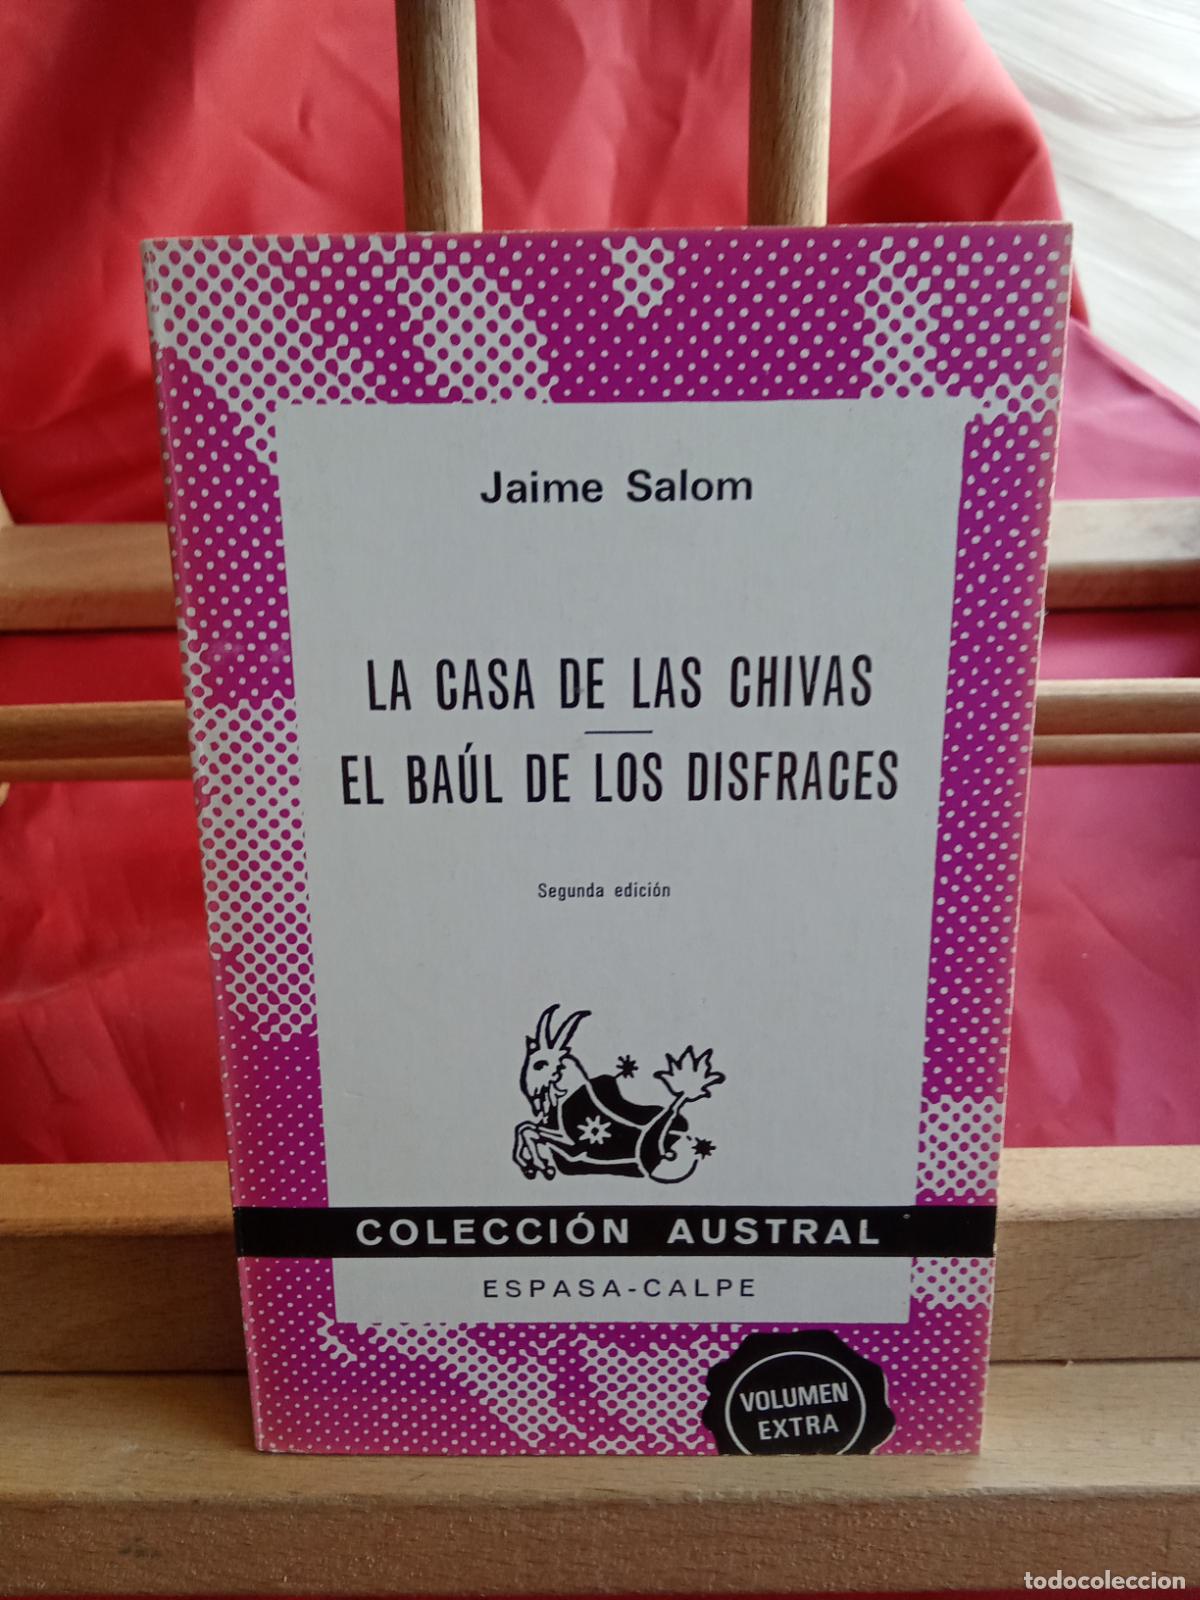 Jaime Salom
LA CASA DE LAS CHIVAS
EL BAÚL DE LOS DISFRACES
Segunda edición
COLECCIÓN AUSTRAL
ESPASA-CALPE
VOLUMEN
EXTRA
todocoleccion